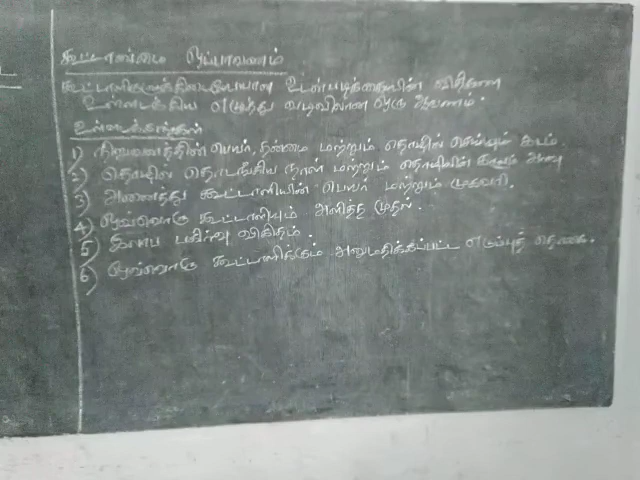 கூட்டாண்மை ஒப்பாவணம்
கூட்டாளிகளுக்கிடையேயான உடன்படிக்கையின் விதிகளை
உள்ளடக்கிய எழுத்து வடிவிலான ஒரு ஆவணம்.
உள்ளடக்கங்கள்
1) நிறுவனத்தின் பெயர், தன்மை மற்றும் தொழில் செய்யும் இடம்.
2) தொழில் தொடங்கிய நாள் மற்றும் தொழிலின் கால அளவு
3) அனைத்து கூட்டாளியின் பெயர் மற்றும் முகவரி.
4) ஒவ்வொரு கூட்டாளியும் அளித்த முதல்.
5) இலாப பகிர்வு விகிதம்.
6) ஒவ்வொரு கூட்டாளிக்கும் அனுமதிக்கப்பட்ட எடுப்புத் தொகை.